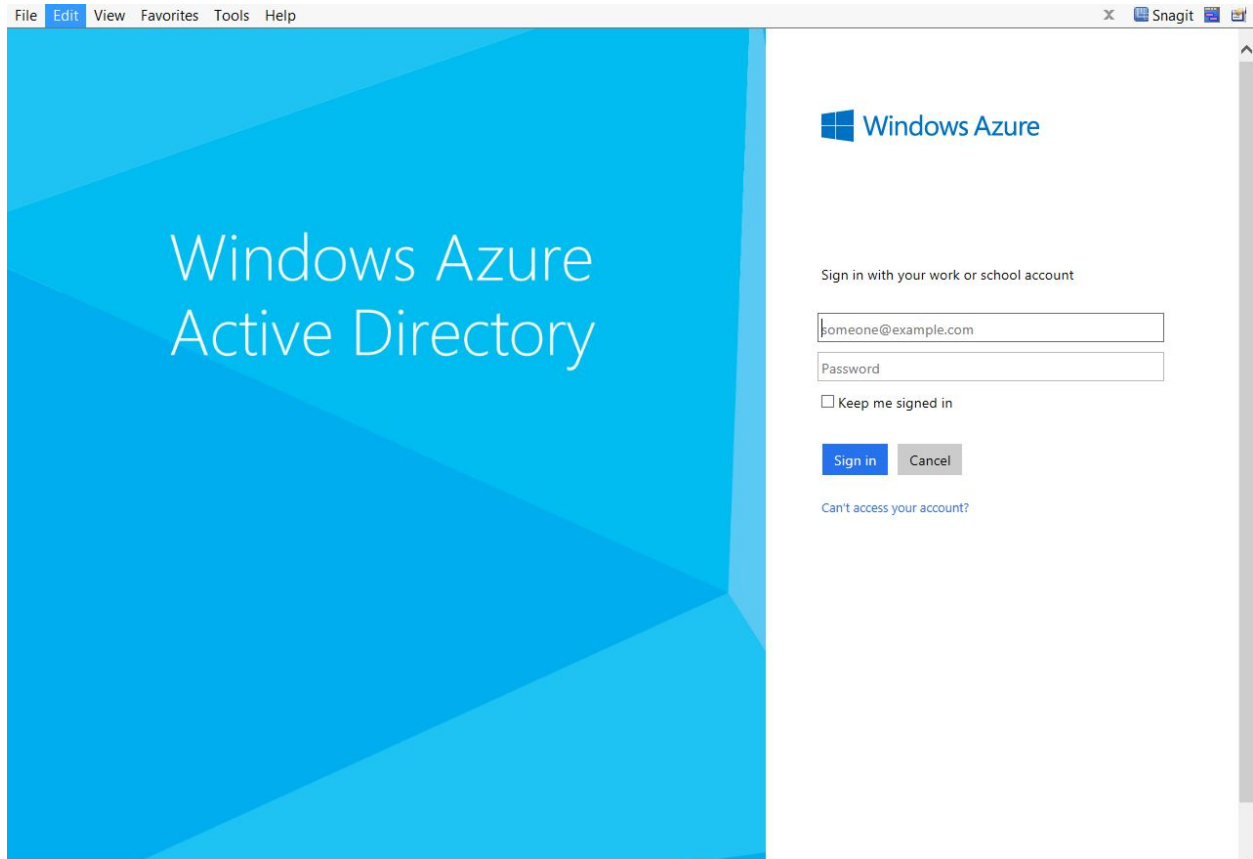 File Edit View Favorites Tools Help
X Snagit
Windows Azure
Active Directory
Windows Azure
Sign in with your work or school account
someone@example.com
Password
Keep me signed in
Sign in Cancel
Can't access your account?